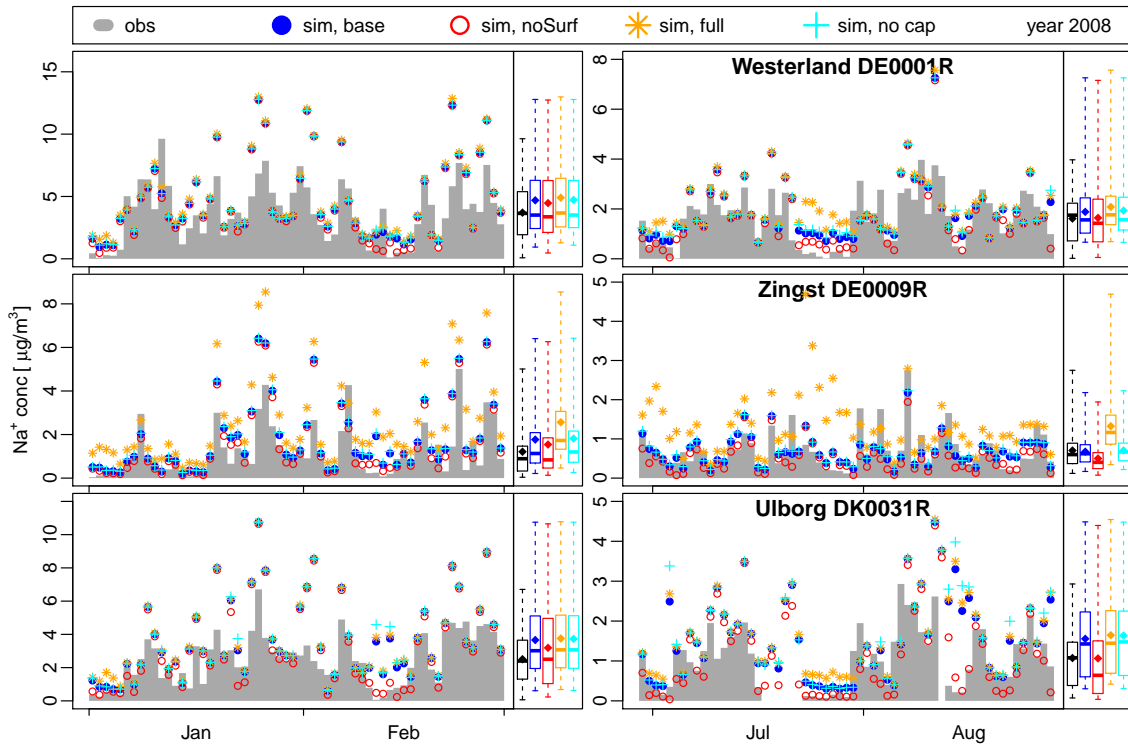 obs sim, base sim, noSurf sim, full sim, no cap year 2008
Westerland DE0001R
0 5 10 15
0 2 4 6 8
Zingst DE0009R
Na⁺ conc [ μg/m³]
0 2 4 6 8
0 1 2 3 4 5
Ulborg DK0031R
0 2 4 6 8 10
0 1 2 3 4 5
Jan Feb Jul Aug